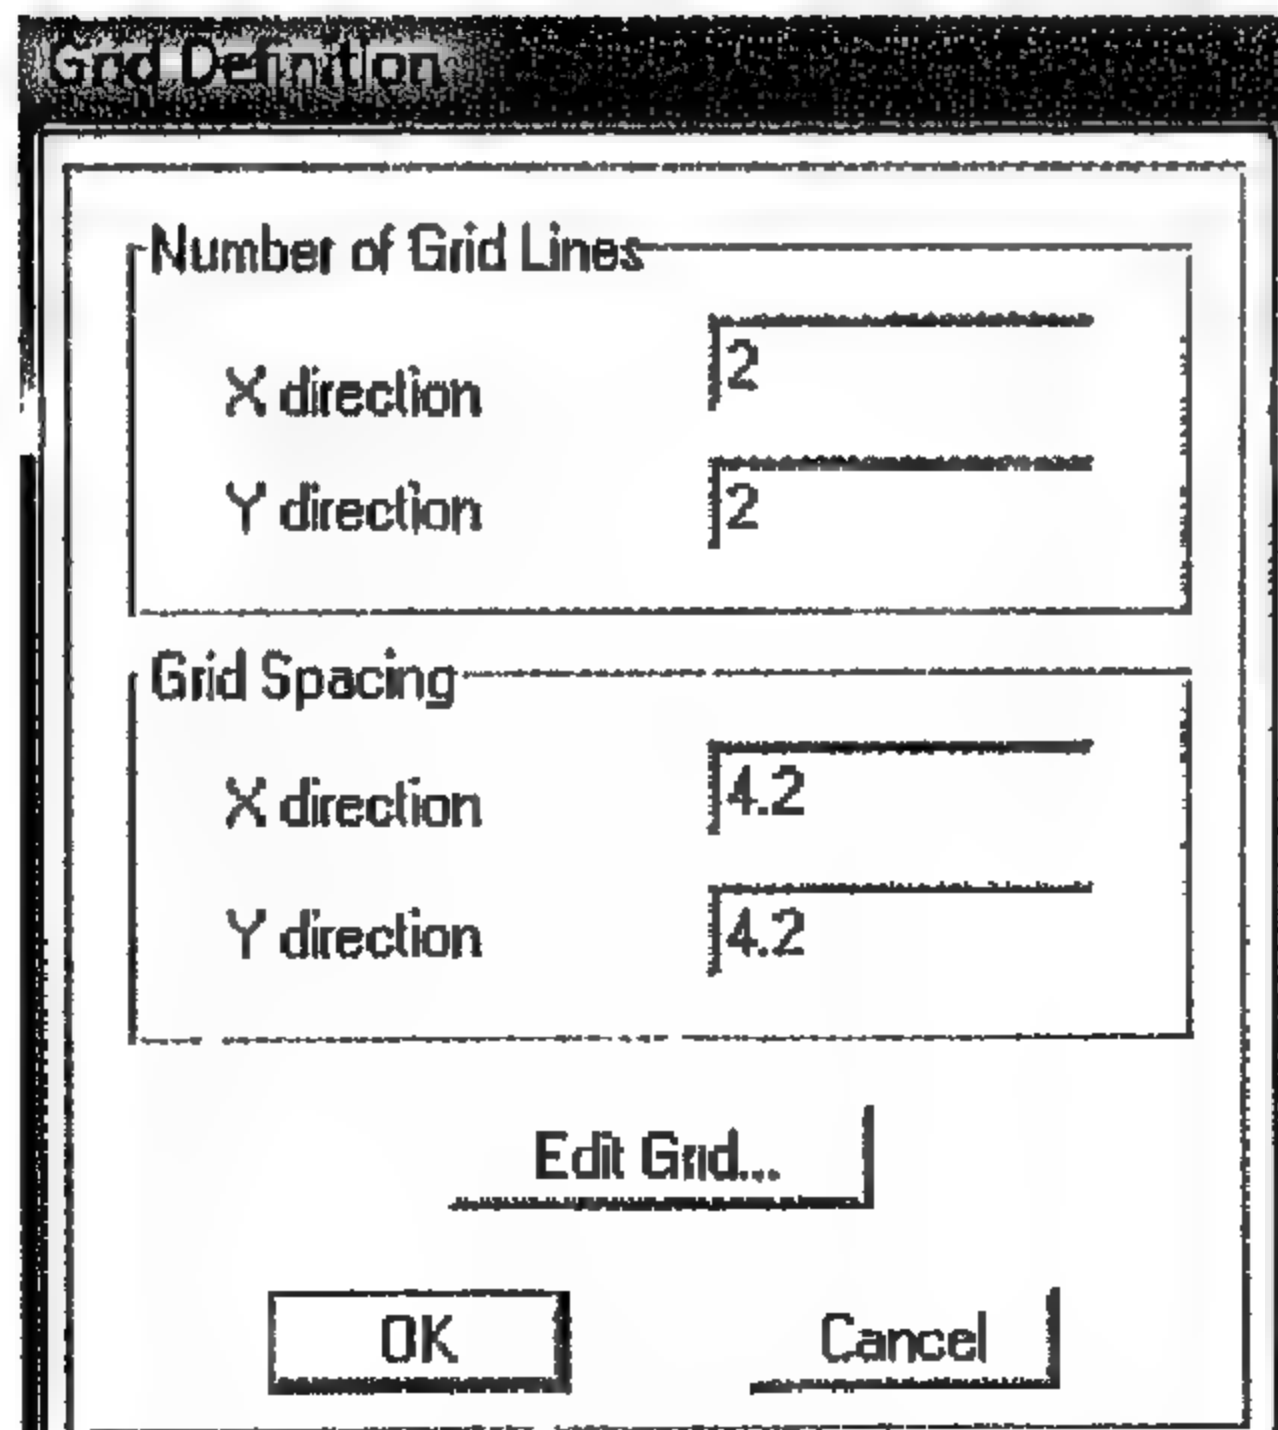 Grid Definition
Number of Grid Lines
X direction 2
Y direction 2
Grid Spacing
X direction 4.2
Y direction 4.2
Edit Grid...
OK Cancel